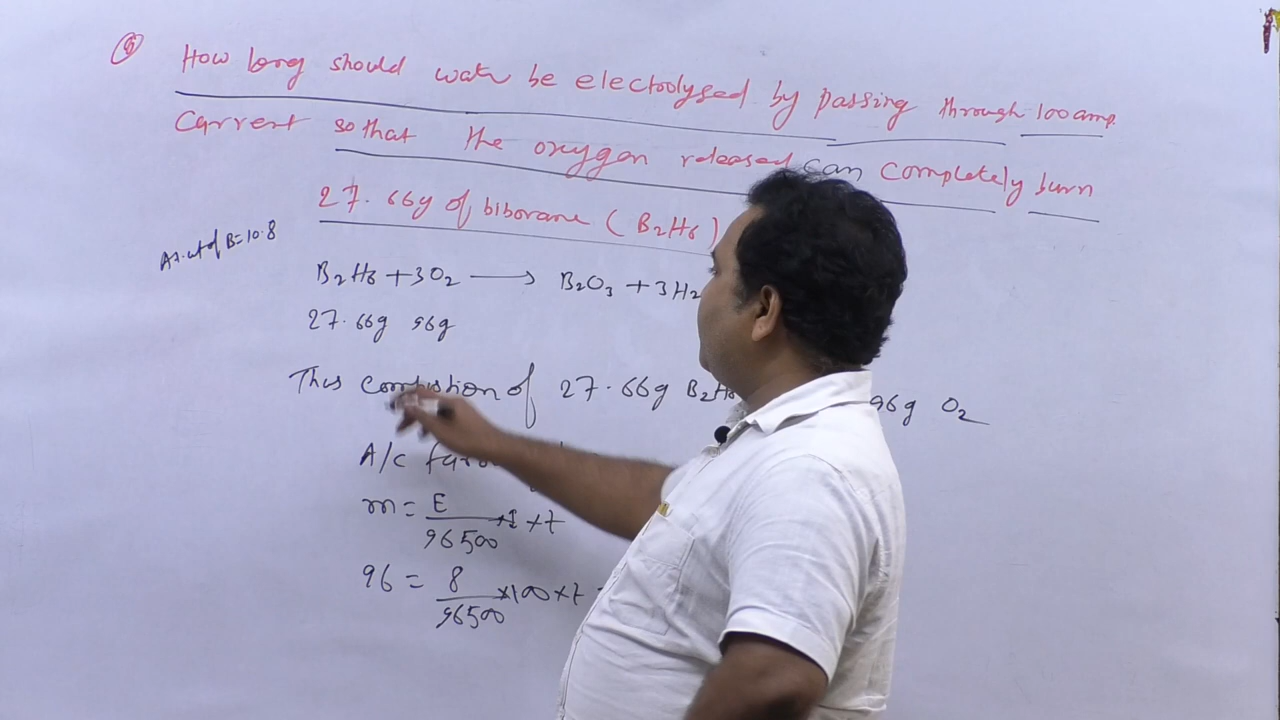 ⑤ How long should water be electrolysed by passing through 100 amp
current so that the oxygen released can completely burn
27.66g of biborane (B₂H₆)
At. wt of B = 10.8
B₂H₆ + 3O₂ ⟶ B₂O₃ + 3H₂
27.66g 96g
Thus combustion of 27.66g B₂H₆ 96g O₂
A/c
m = E/96500 × I × t
96 = 8/96500 × 100 × t